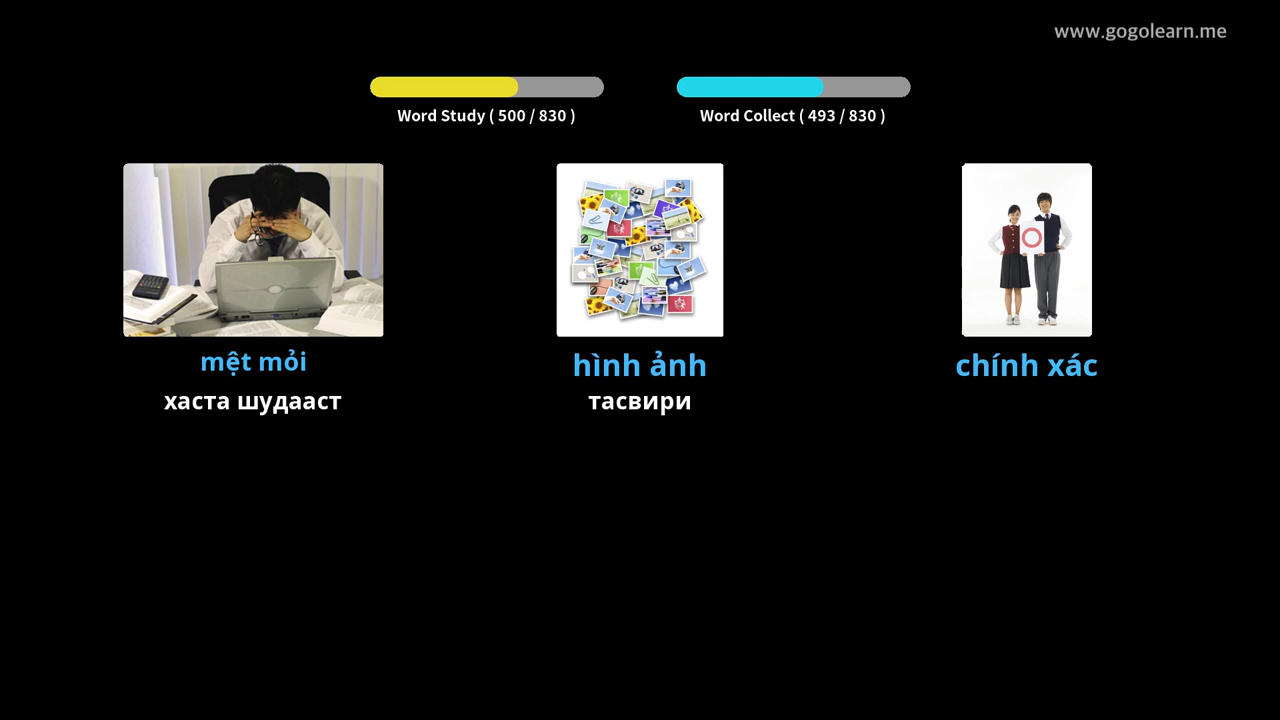 www.gogolearn.me
Word Study ( 500 / 830 )
Word Collect ( 493 / 830 )
mệt mỏi
хаста шудааст
hình ảnh
тасвири
chính xác